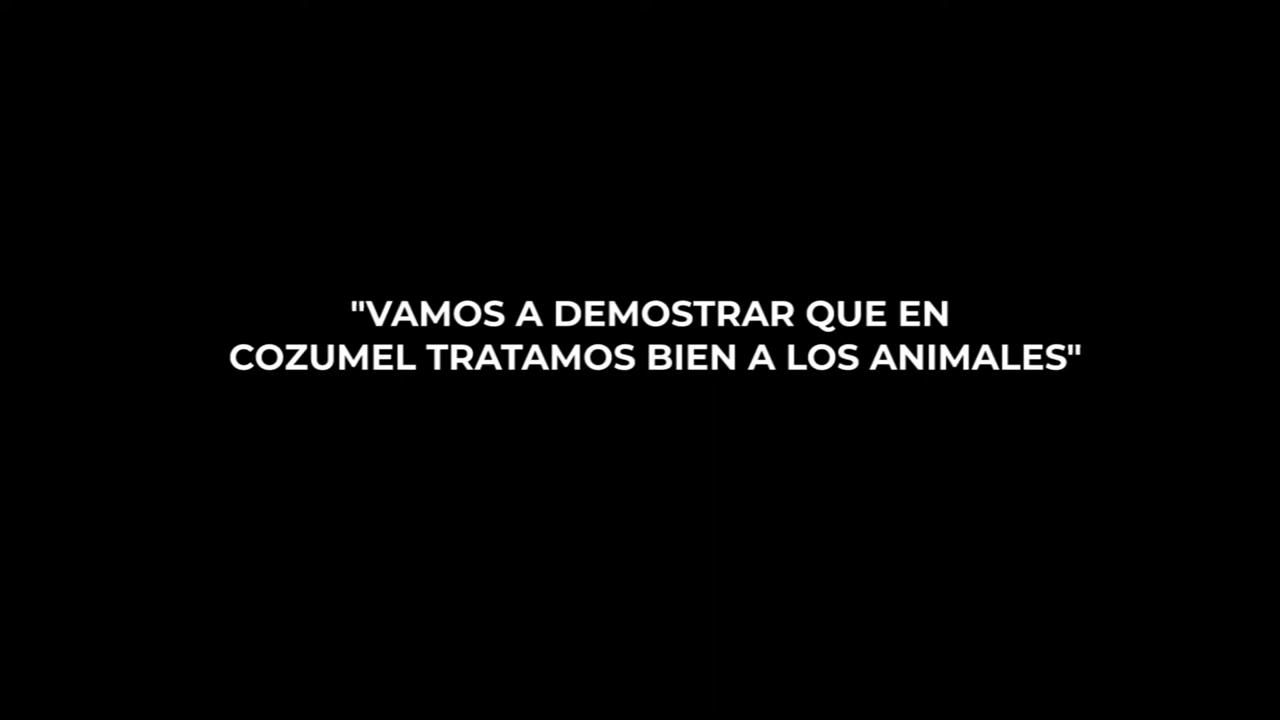 "VAMOS A DEMOSTRAR QUE EN
COZUMEL TRATAMOS BIEN A LOS ANIMALES"